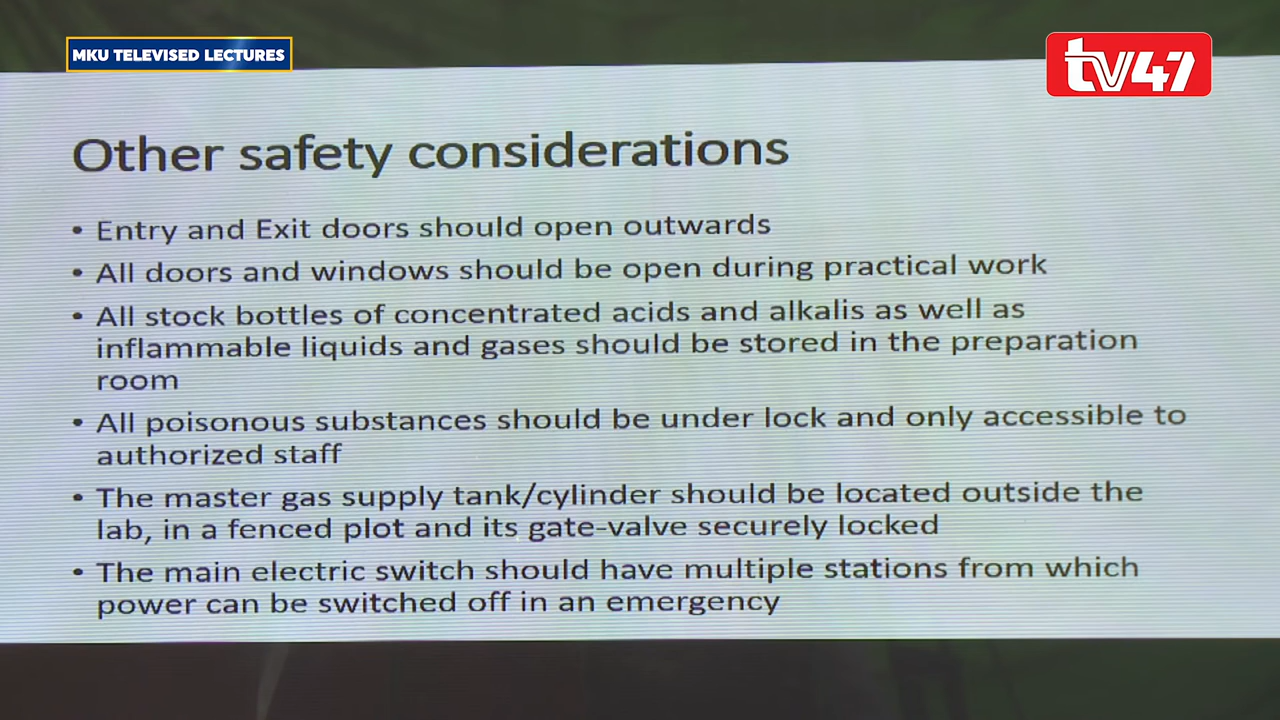 MKU TELEVISED LECTURES
tv47
Other safety considerations
• Entry and Exit doors should open outwards
• All doors and windows should be open during practical work
• All stock bottles of concentrated acids and alkalis as well as
inflammable liquids and gases should be stored in the preparation
room
• All poisonous substances should be under lock and only accessible to
authorized staff
• The master gas supply tank/cylinder should be located outside the
lab, in a fenced plot and its gate-valve securely locked
• The main electric switch should have multiple stations from which
power can be switched off in an emergency